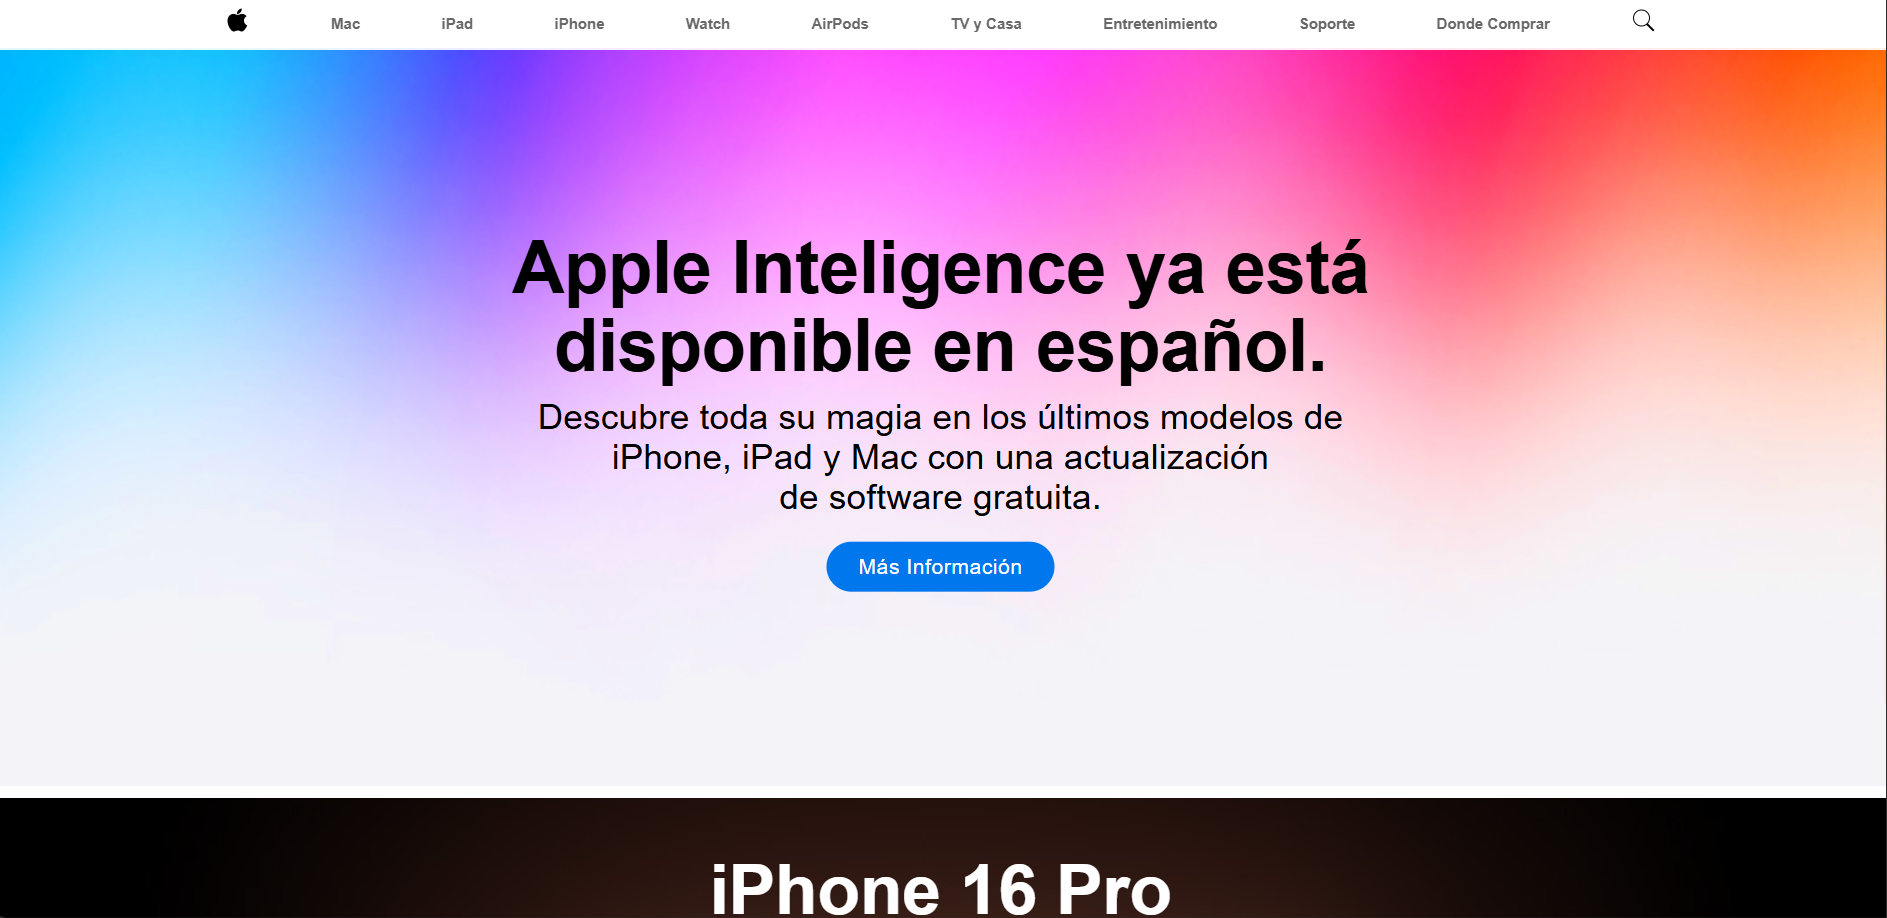 Mac iPad iPhone Watch AirPods TV y Casa Entretenimiento Soporte Donde Comprar
Apple Inteligence ya está
disponible en español.
Descubre toda su magia en los últimos modelos de
iPhone, iPad y Mac con una actualización
de software gratuita.
Más Información
iPhone 16 Pro